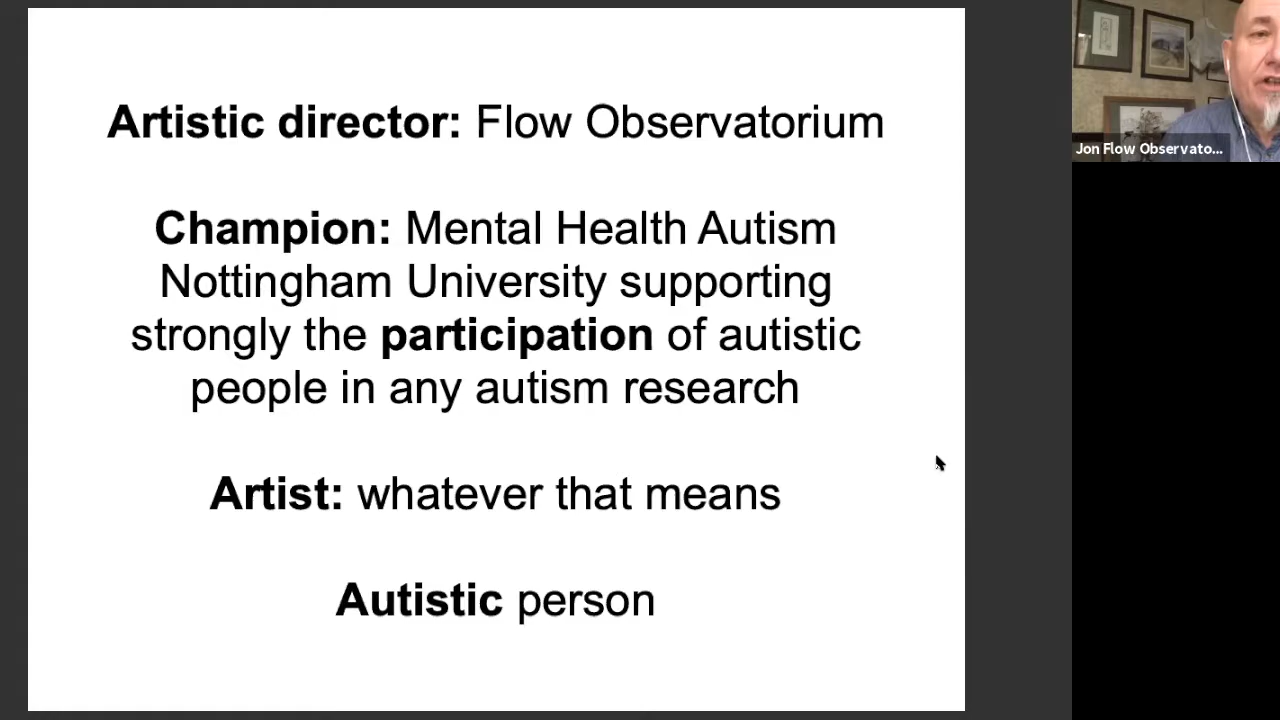 Artistic director: Flow Observatorium
Champion: Mental Health Autism
Nottingham University supporting
strongly the participation of autistic
people in any autism research
Artist: whatever that means
Autistic person
Jon Flow Observato...